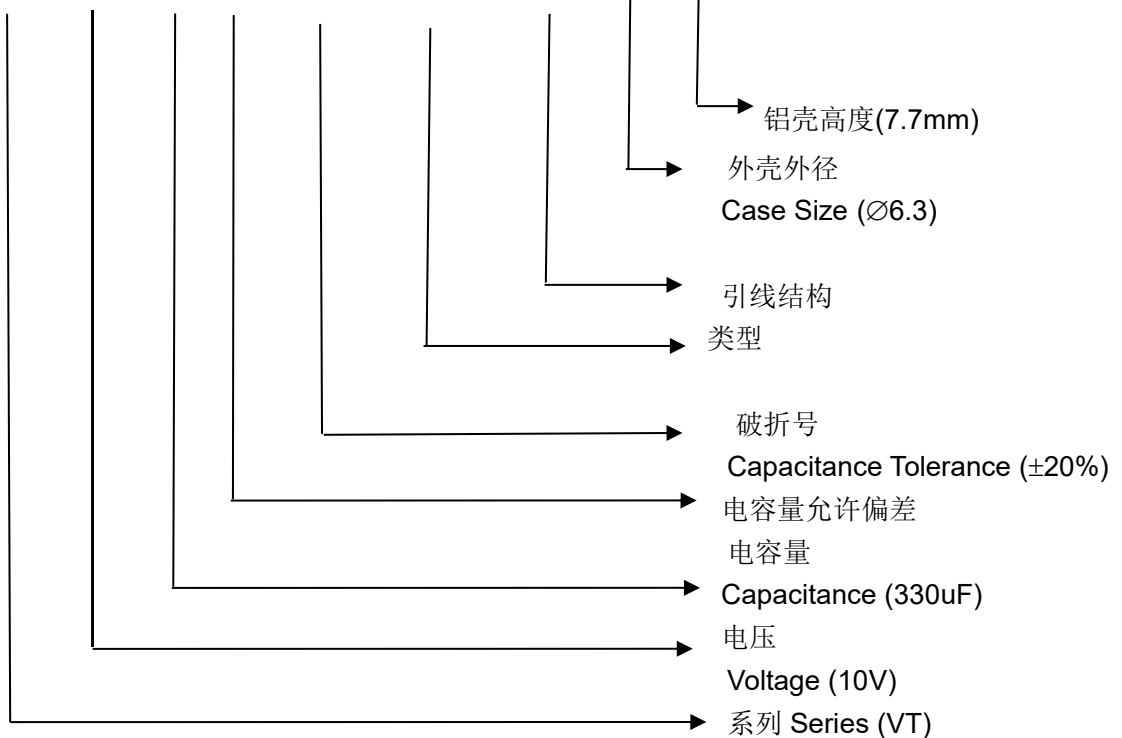 铝壳高度(7.7mm)
外壳外径
Case Size (∅6.3)
引线结构
类型
破折号
Capacitance Tolerance (±20%)
电容量允许偏差
电容量
Capacitance (330uF)
电压
Voltage (10V)
系列 Series (VT)